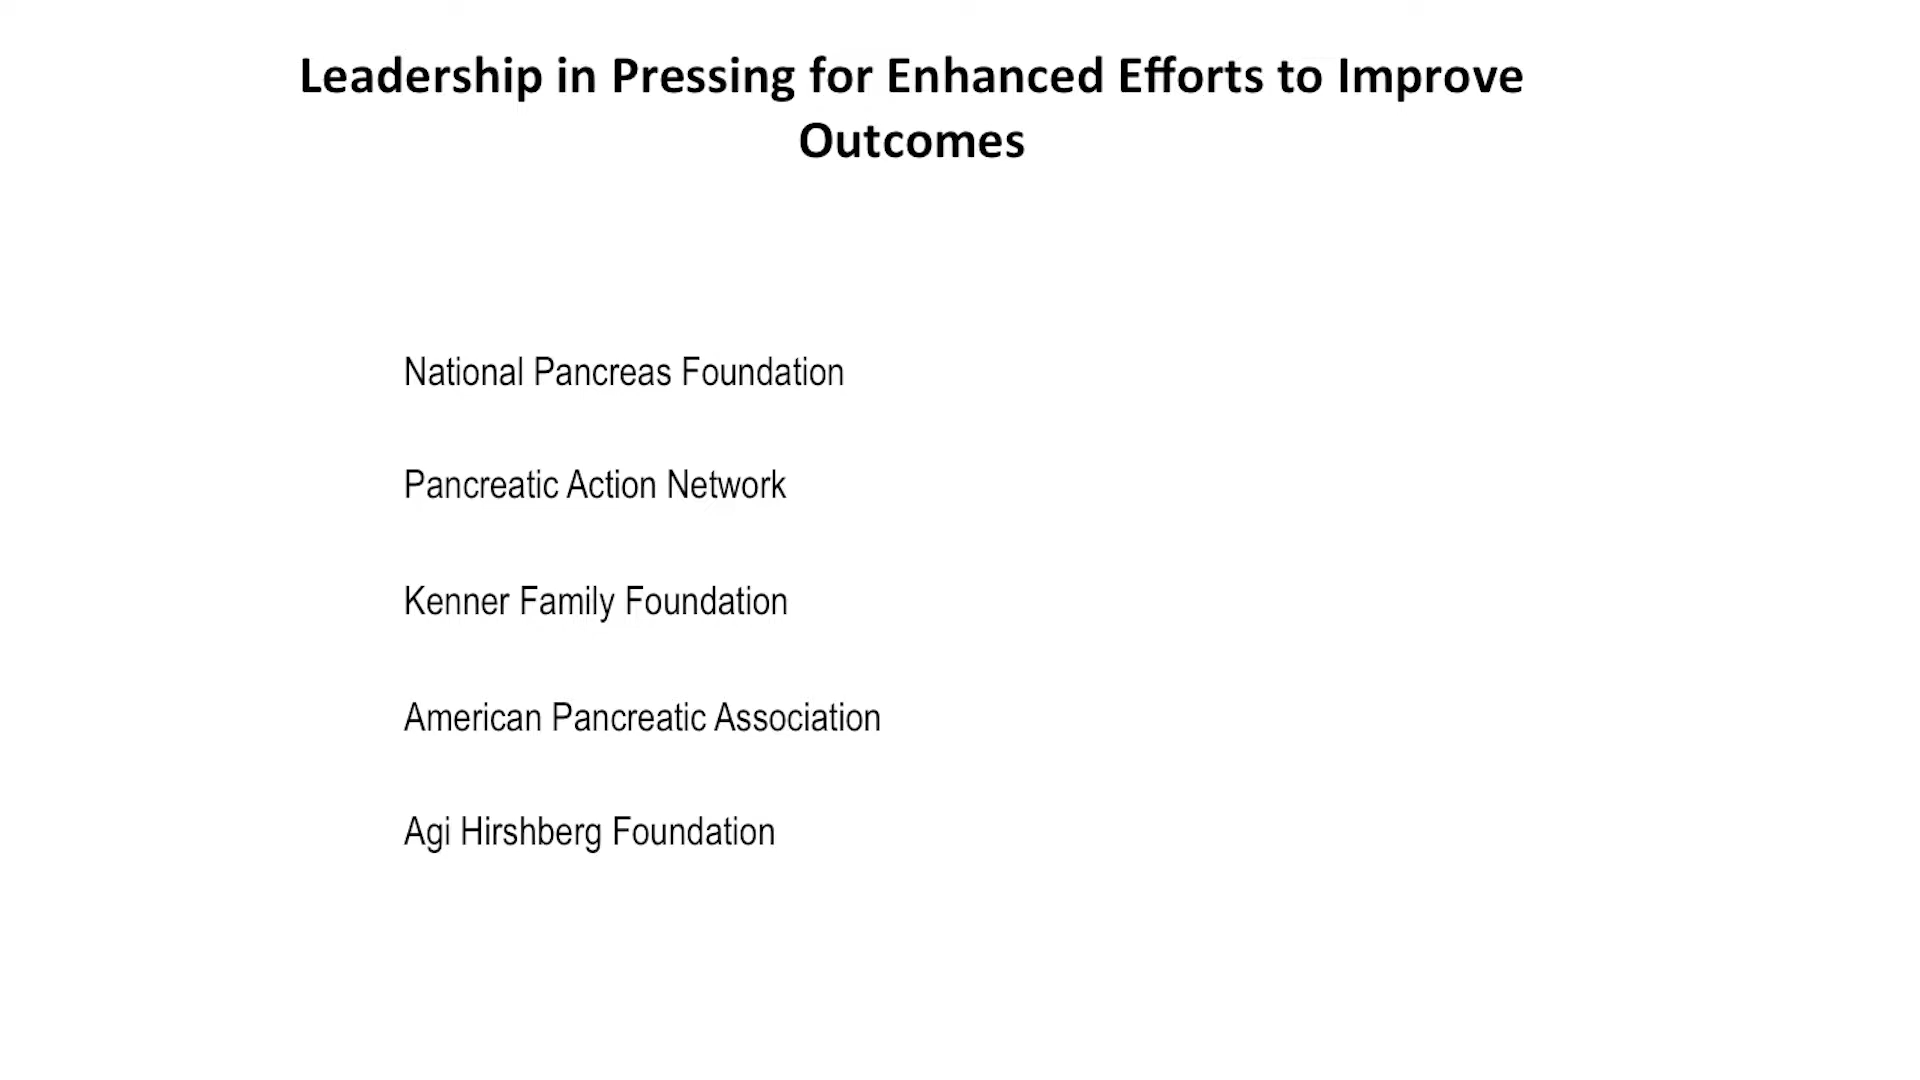 Leadership in Pressing for Enhanced Efforts to Improve
Outcomes
National Pancreas Foundation
Pancreatic Action Network
Kenner Family Foundation
American Pancreatic Association
Agi Hirshberg Foundation